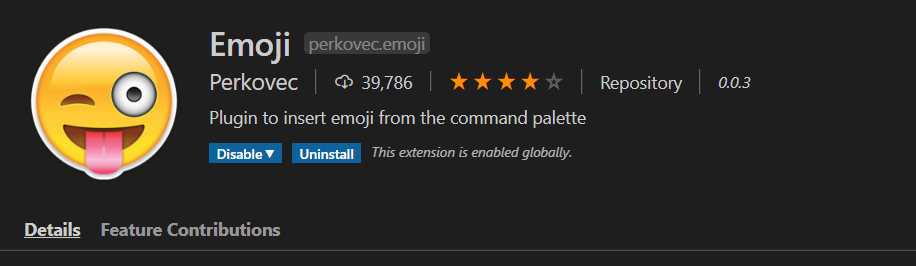 Emoji perkovec.emoji
Perkovec 39,786 Repository 0.0.3
Plugin to insert emoji from the command palette
Disable Uninstall This extension is enabled globally.
Details Feature Contributions